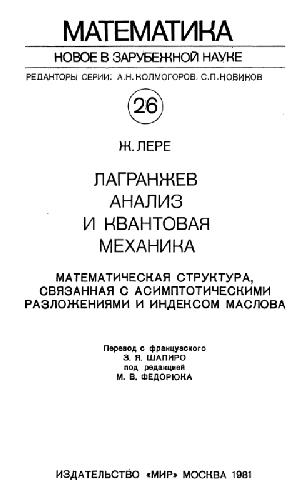 МАТЕМАТИКА
НОВОЕ В ЗАРУБЕЖНОЙ НАУКЕ
РЕДАКТОРЫ СЕРИИ: А.Н.КОЛМОГОРОВ, С.П.НОВИКОВ
26
Ж. ЛЕРЕ
ЛАГРАНЖЕВ
АНАЛИЗ
И КВАНТОВАЯ
МЕХАНИКА
МАТЕМАТИЧЕСКАЯ СТРУКТУРА,
СВЯЗАННАЯ С АСИМПТОТИЧЕСКИМИ
РАЗЛОЖЕНИЯМИ И ИНДЕКСОМ МАСЛОВА
Перевод с французского
З. Я. ШАПИРО
под редакцией
М. В. ФЕДОРЮКА
ИЗДАТЕЛЬСТВО «МИР» МОСКВА 1981